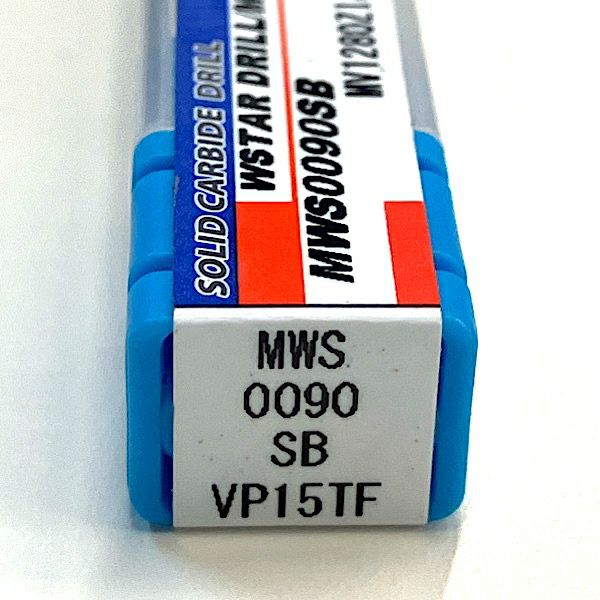 SOLID CARBIDE DRILL
WSTAR DRILL/M
MWS0090SB
MWS
0090
SB
VP15TF